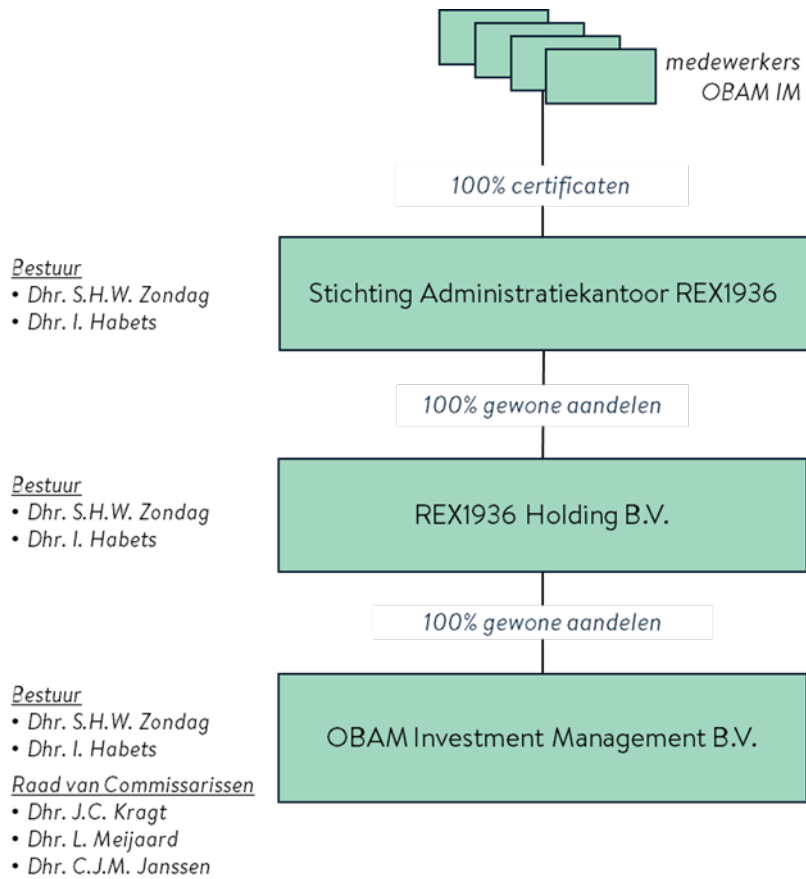 medewerkers
OBAM IM
100% certificaten
Bestuur
• Dhr. S.H.W. Zondag
• Dhr. I. Habets
Stichting Administratiekantoor REX1936
100% gewone aandelen
Bestuur
• Dhr. S.H.W. Zondag
• Dhr. I. Habets
REX1936 Holding B.V.
100% gewone aandelen
Bestuur
• Dhr. S.H.W. Zondag
• Dhr. I. Habets
OBAM Investment Management B.V.
Raad van Commissarissen
• Dhr. J.C. Kragt
• Dhr. L. Meijaard
• Dhr. C.J.M. Janssen